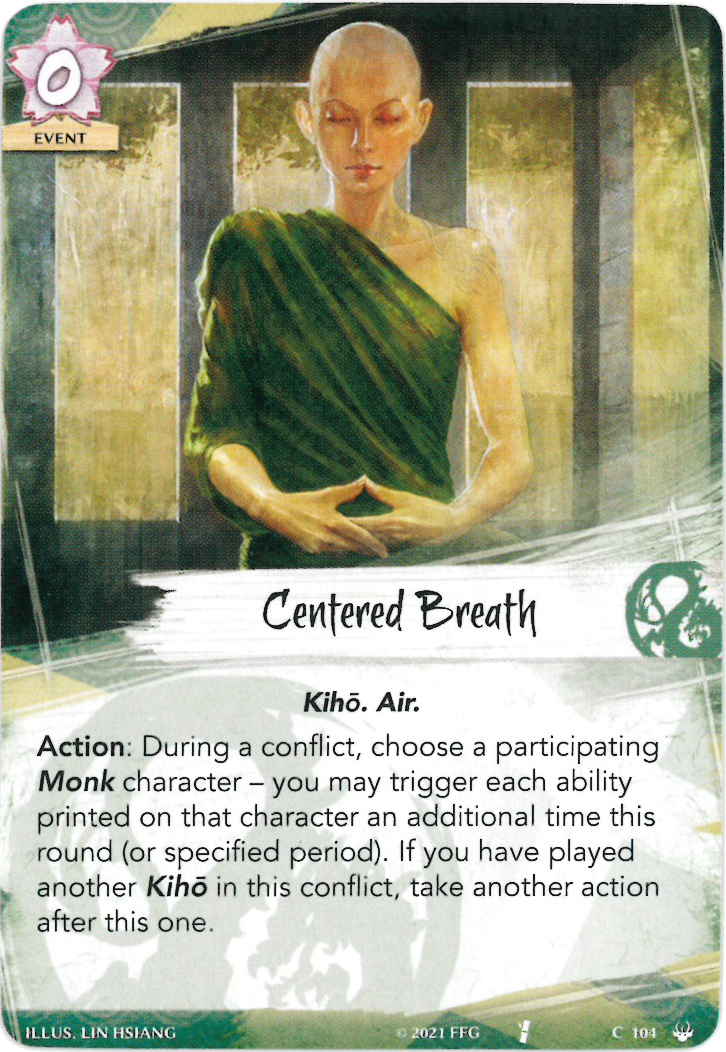 0
EVENT
Centered Breath
Kihō. Air.
Action: During a conflict, choose a participating
Monk character – you may trigger each ability
printed on that character an additional time this
round (or specified period). If you have played
another Kihō in this conflict, take another action
after this one.
ILLUS. LIN HSIANG
© 2021 FFG
C 104